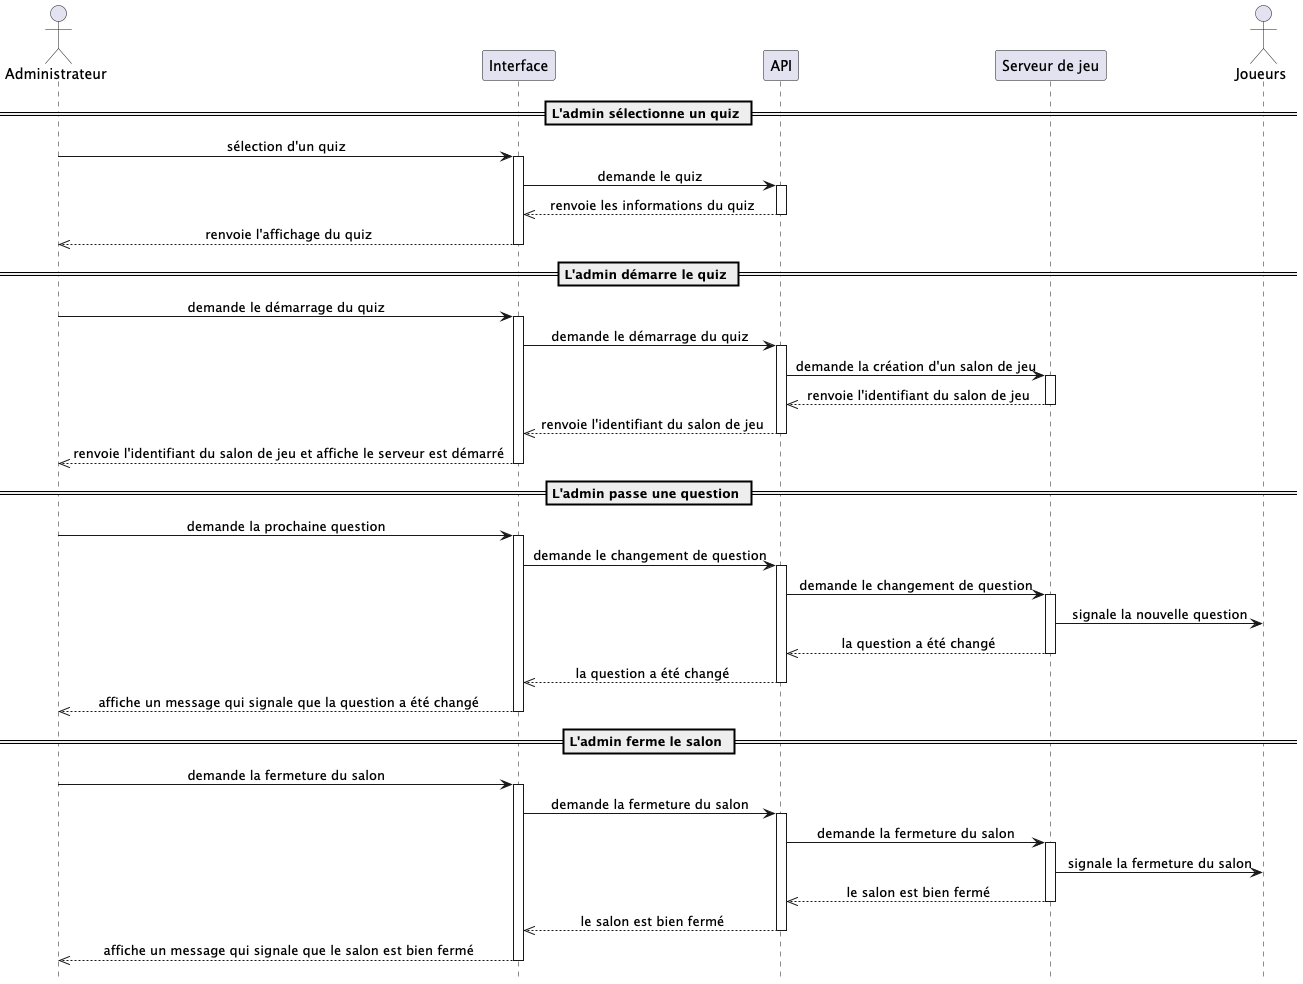 Administrateur
Interface
API
Serveur de jeu
Joueurs
L'admin sélectionne un quiz
sélection d'un quiz
demande le quiz
renvoie les informations du quiz
renvoie l'affichage du quiz
L'admin démarre le quiz
demande le démarrage du quiz
demande le démarrage du quiz
demande la création d'un salon de jeu
renvoie l'identifiant du salon de jeu
renvoie l'identifiant du salon de jeu
renvoie l'identifiant du salon de jeu et affiche le serveur est démarré
L'admin passe une question
demande la prochaine question
demande le changement de question
demande le changement de question
signale la nouvelle question
la question a été changé
la question a été changé
affiche un message qui signale que la question a été changé
L'admin ferme le salon
demande la fermeture du salon
demande la fermeture du salon
demande la fermeture du salon
signale la fermeture du salon
le salon est bien fermé
le salon est bien fermé
affiche un message qui signale que le salon est bien fermé